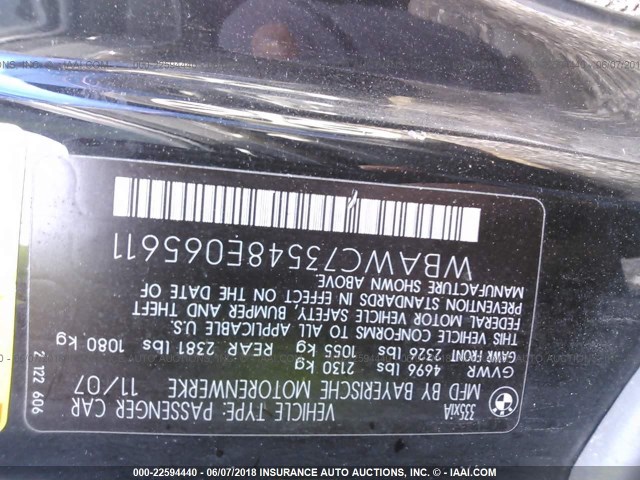 335xiA
VEHICLE TYPE: PASSENGER CAR
MFD BY BAYERISCHE MOTORENWERKE 11/07
GVWR 4696 lbs 2130 kg
GAWR FRONT 2326 lbs 1055 kg REAR 2381 lbs 1080 kg
THIS VEHICLE CONFORMS TO ALL APPLICABLE U.S.
FEDERAL MOTOR VEHICLE SAFETY, BUMPER AND THEFT
PREVENTION STANDARDS IN EFFECT ON THE DATE OF
MANUFACTURE SHOWN ABOVE.
WBAWC73548E065611
2 122 606
000-22594440 - 06/07/2018 INSURANCE AUTO AUCTIONS, INC. - © IAAI.COM